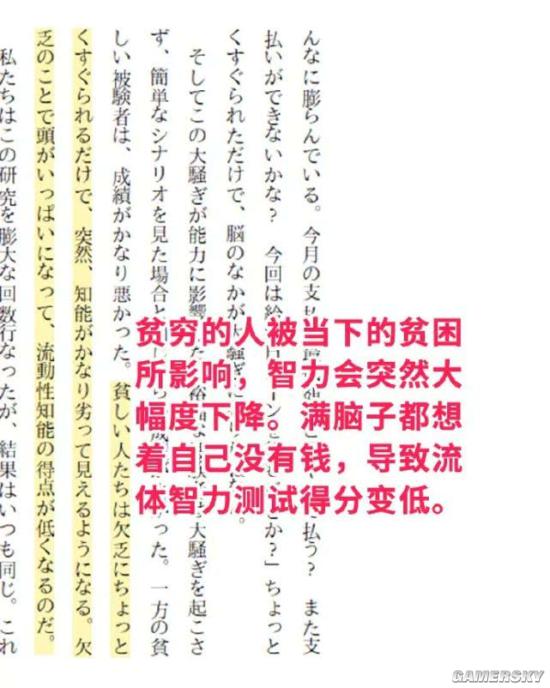 んなに膨らんでいる。今月の支払 払う? また支
払いができないかな? 今回は給 か?」ちょっと
くすぐられただけで、脳のなかが大騒ぎ
そしてこの大騒ぎが能力に影響 大騒ぎを起こさ
ず、簡単なシナリオを見た場合 った。一方の貧
しい被験者は、成績がかなり悪かった。貧しい人たちは欠乏にちょっと
くすぐられるだけで、突然、知能がかなり劣って見えるようになる。欠
乏のことで頭がいっぱいになって、流動性知能の得点が低くなるのだ。
私たちはこの研究を膨大な回数行なったが、結果はいつも同じ。これ
贫穷的人被当下的贫困
所影响，智力会突然大
幅度下降。满脑子都想
着自己没有钱，导致流
体智力测试得分变低。
GAMERSKY